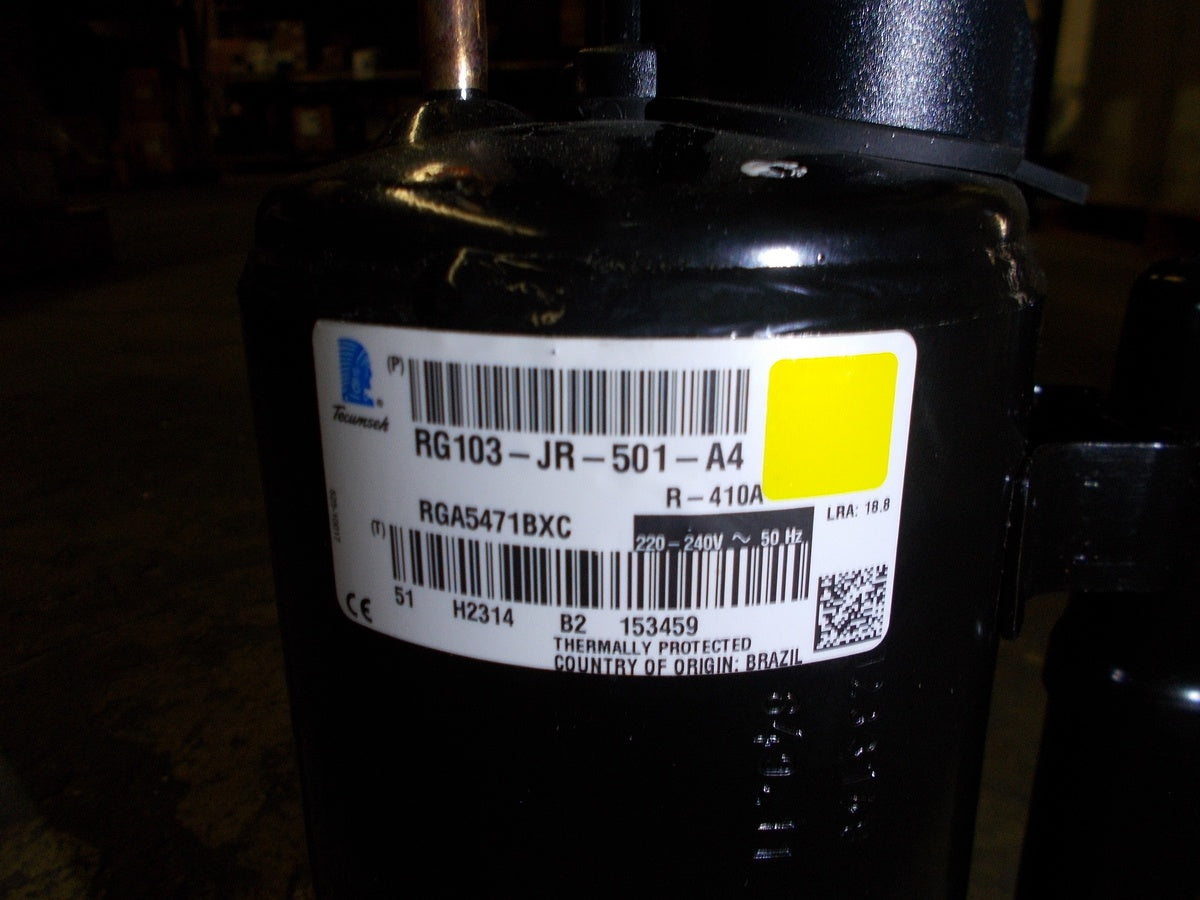 (P)
Tecumseh
RG103-JR-501-A4
R-410A
LRA: 18.8
RGA5471BXC
220-240V ~ 50 Hz
(T)
51 H2314 B2 153459
CE
THERMALLY PROTECTED
COUNTRY OF ORIGIN: BRAZIL